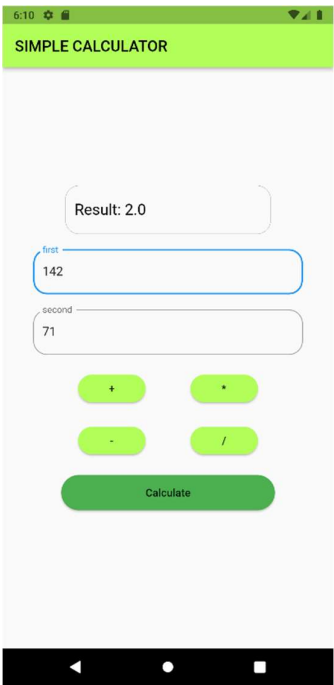 6:10
SIMPLE CALCULATOR
Result: 2.0
first
142
second
71
+ *
- /
Calculate